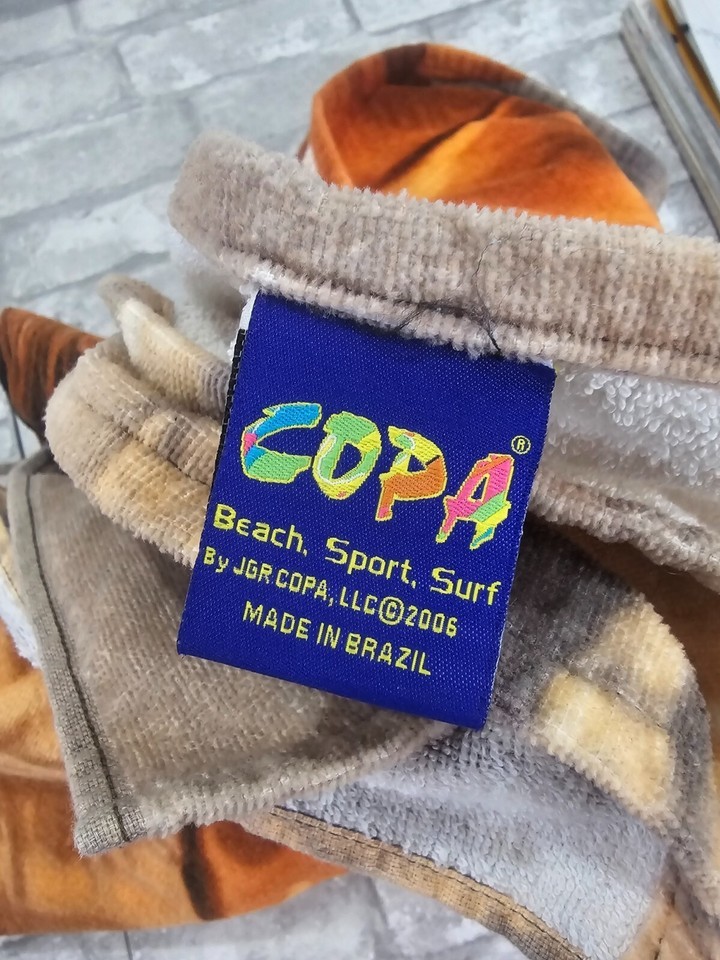 COPA®
Beach, Sport, Surf
By JGR COPA, LLC©2006
MADE IN BRAZIL